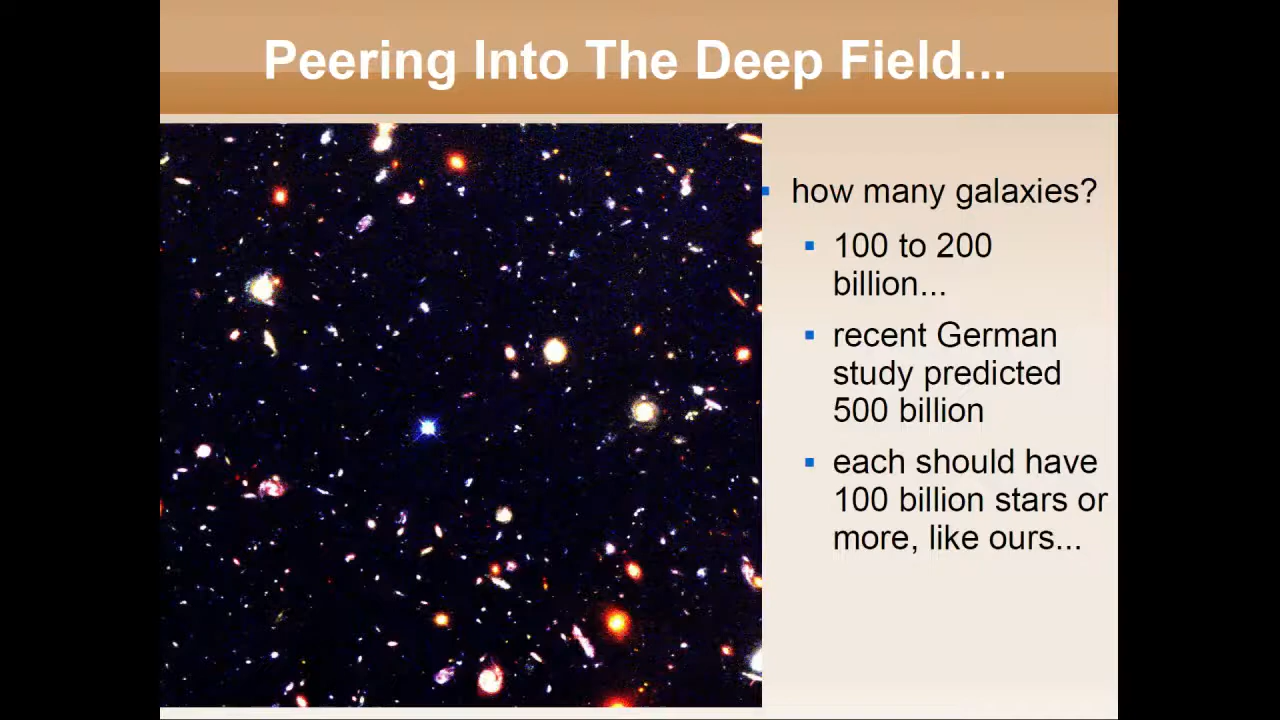 Peering Into The Deep Field...
how many galaxies?
100 to 200
billion...
recent German
study predicted
500 billion
each should have
100 billion stars or
more, like ours...